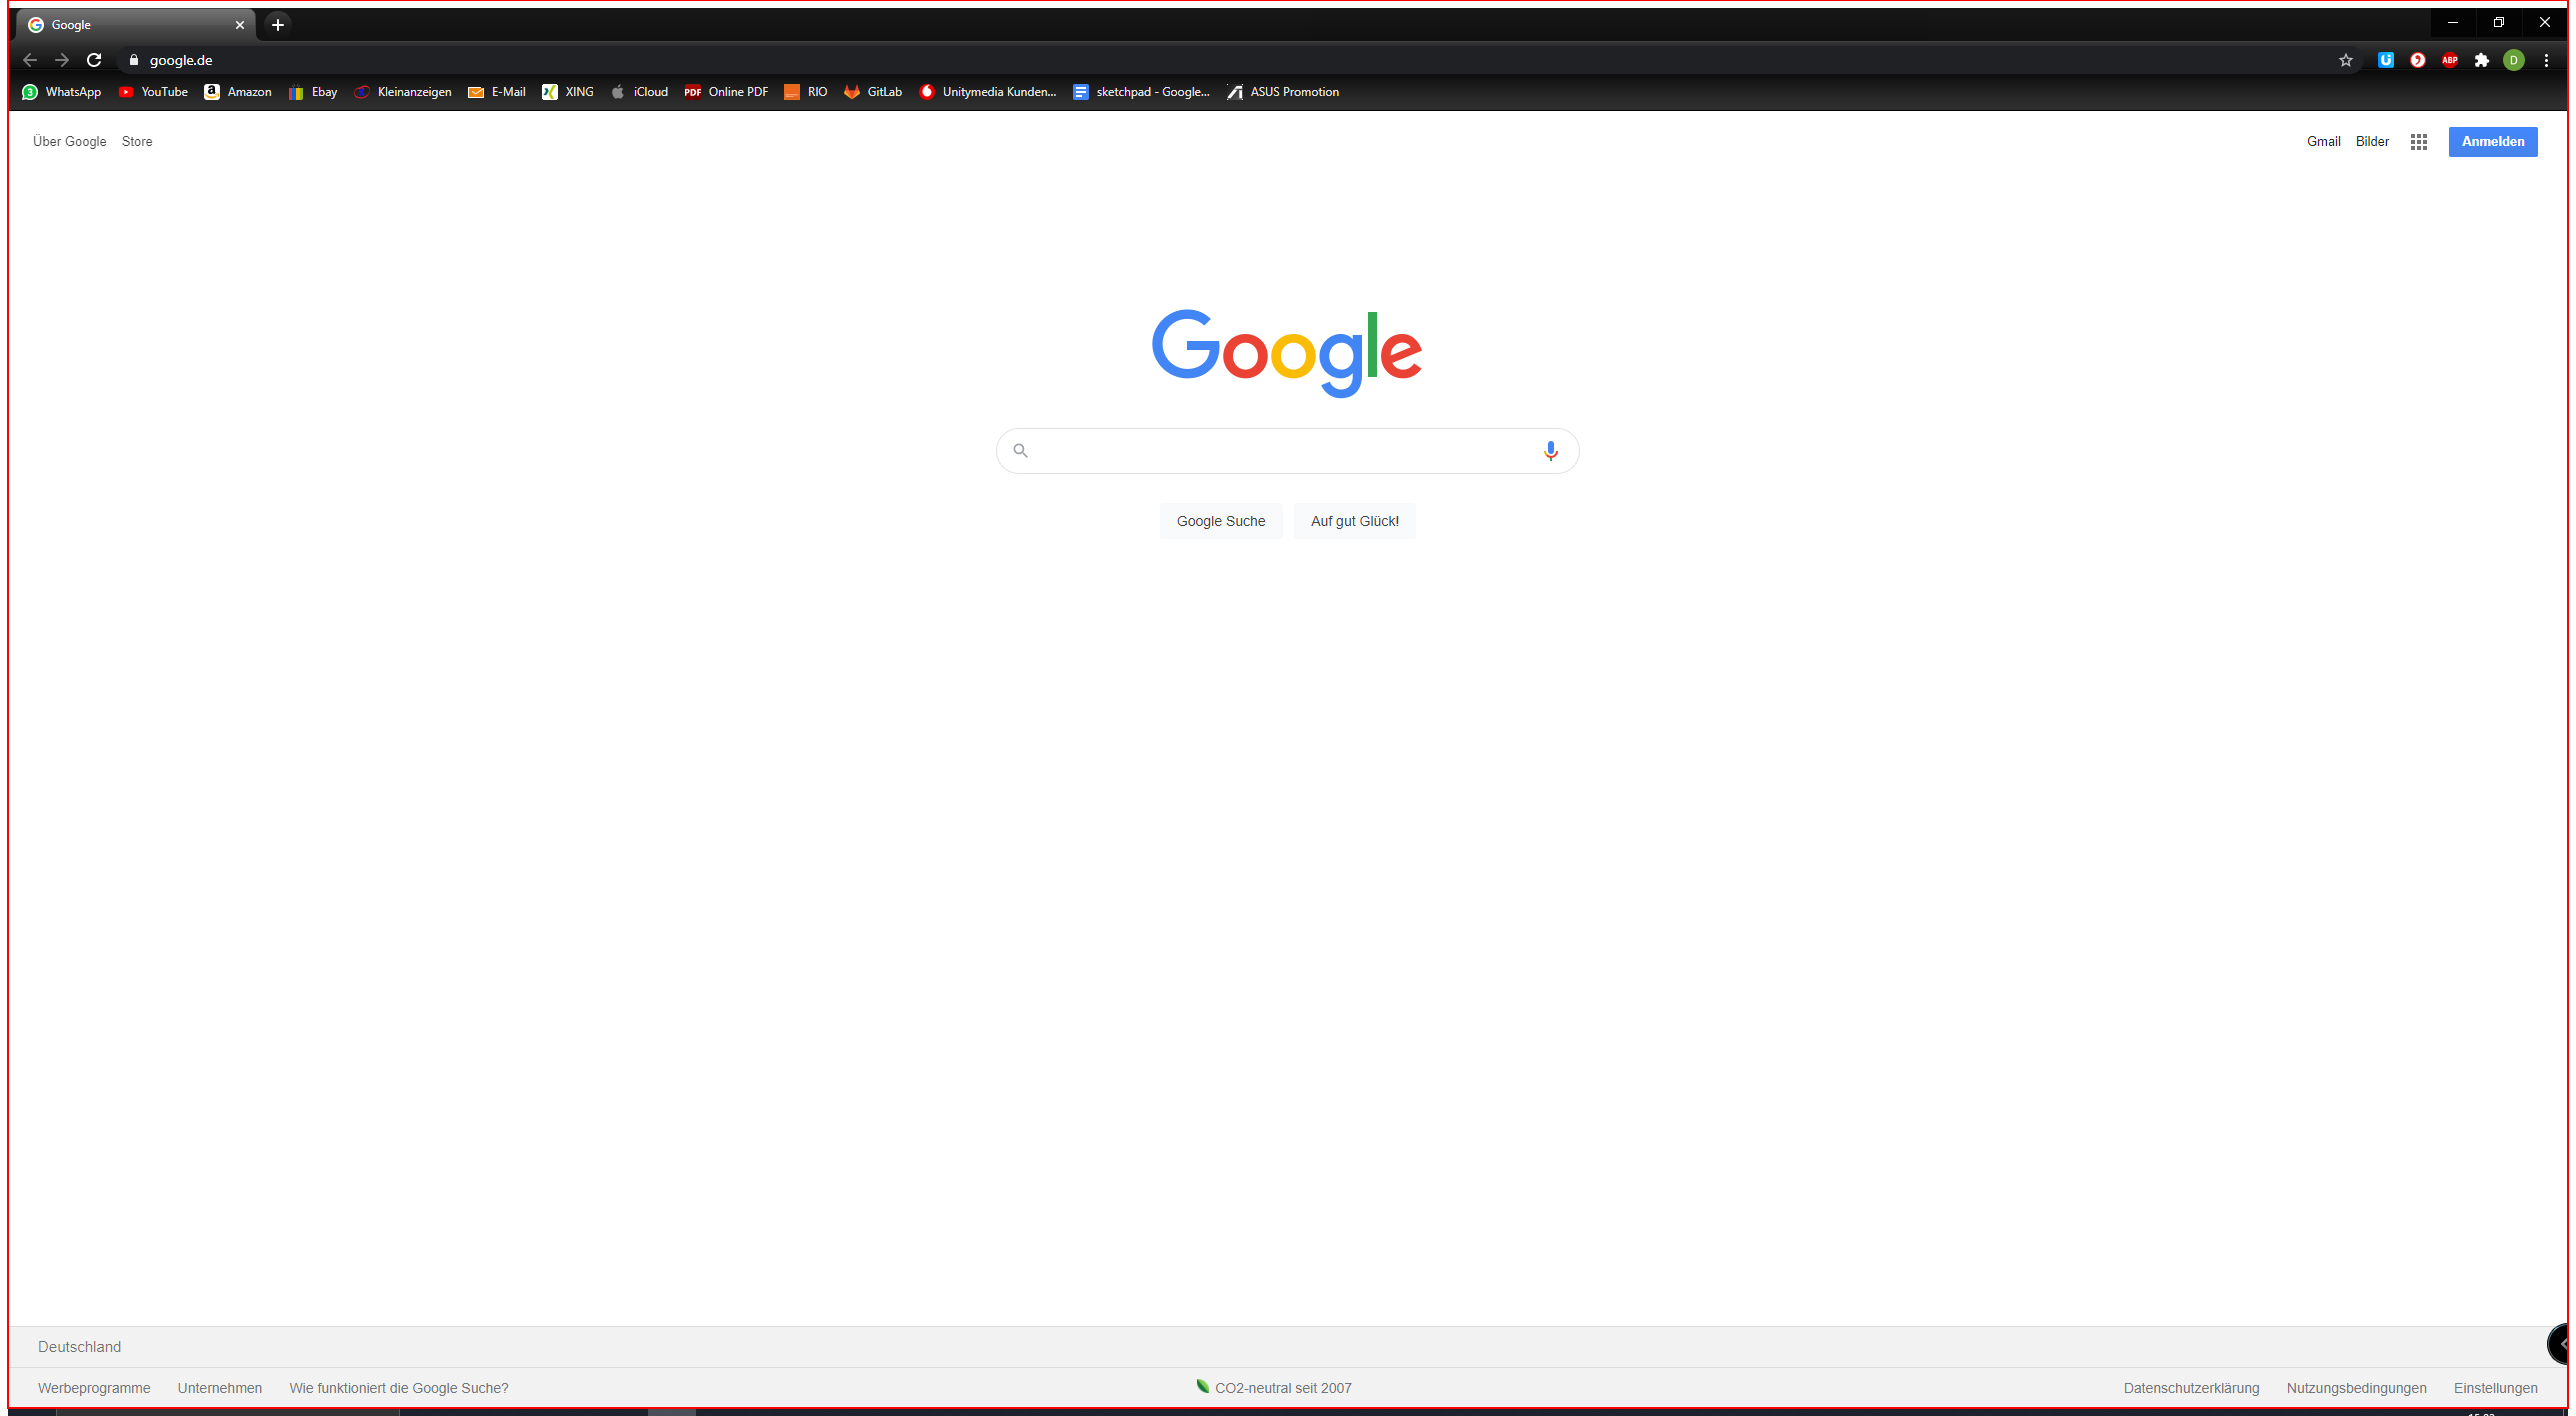 Google
google.de
WhatsApp YouTube Amazon Ebay Kleinanzeigen E-Mail XING iCloud PDF Online PDF RIO GitLab Unitymedia Kunden... sketchpad - Google... ASUS Promotion
ABP D
Über Google Store Gmail Bilder Anmelden
Google
Google Suche Auf gut Glück!
Deutschland
Werbeprogramme Unternehmen Wie funktioniert die Google Suche? CO2-neutral seit 2007 Datenschutzerklärung Nutzungsbedingungen Einstellungen